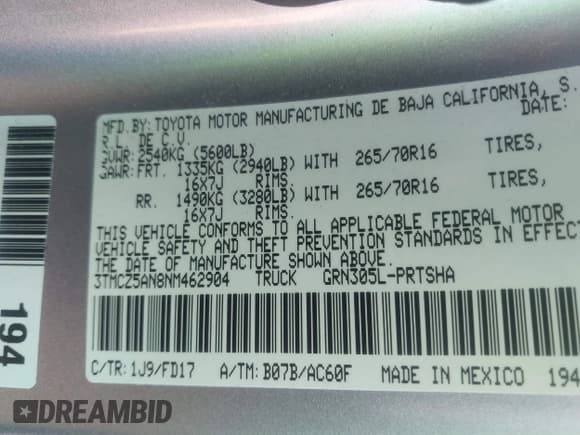 MFD.BY: TOYOTA MOTOR MANUFACTURING DE BAJA CALIFORNIA, S.
R.L. DE C.V. DATE:
GVWR: 2540KG (5600LB)
GAWR: FRT. 1335KG (2940LB) WITH 265/70R16 TIRES,
16X7J RIMS.
RR. 1490KG (3280LB) WITH 265/70R16 TIRES,
16X7J RIMS.
THIS VEHICLE CONFORMS TO ALL APPLICABLE FEDERAL MOTOR
VEHICLE SAFETY AND THEFT PREVENTION STANDARDS IN EFFECT
THE DATE OF MANUFACTURE SHOWN ABOVE.
3TMCZ5AN8NM462904 TRUCK GRN305L-PRTSHA
C/TR: 1J9/FD17 A/TM: B07B/AC60F MADE IN MEXICO 194
194
DREAMBID